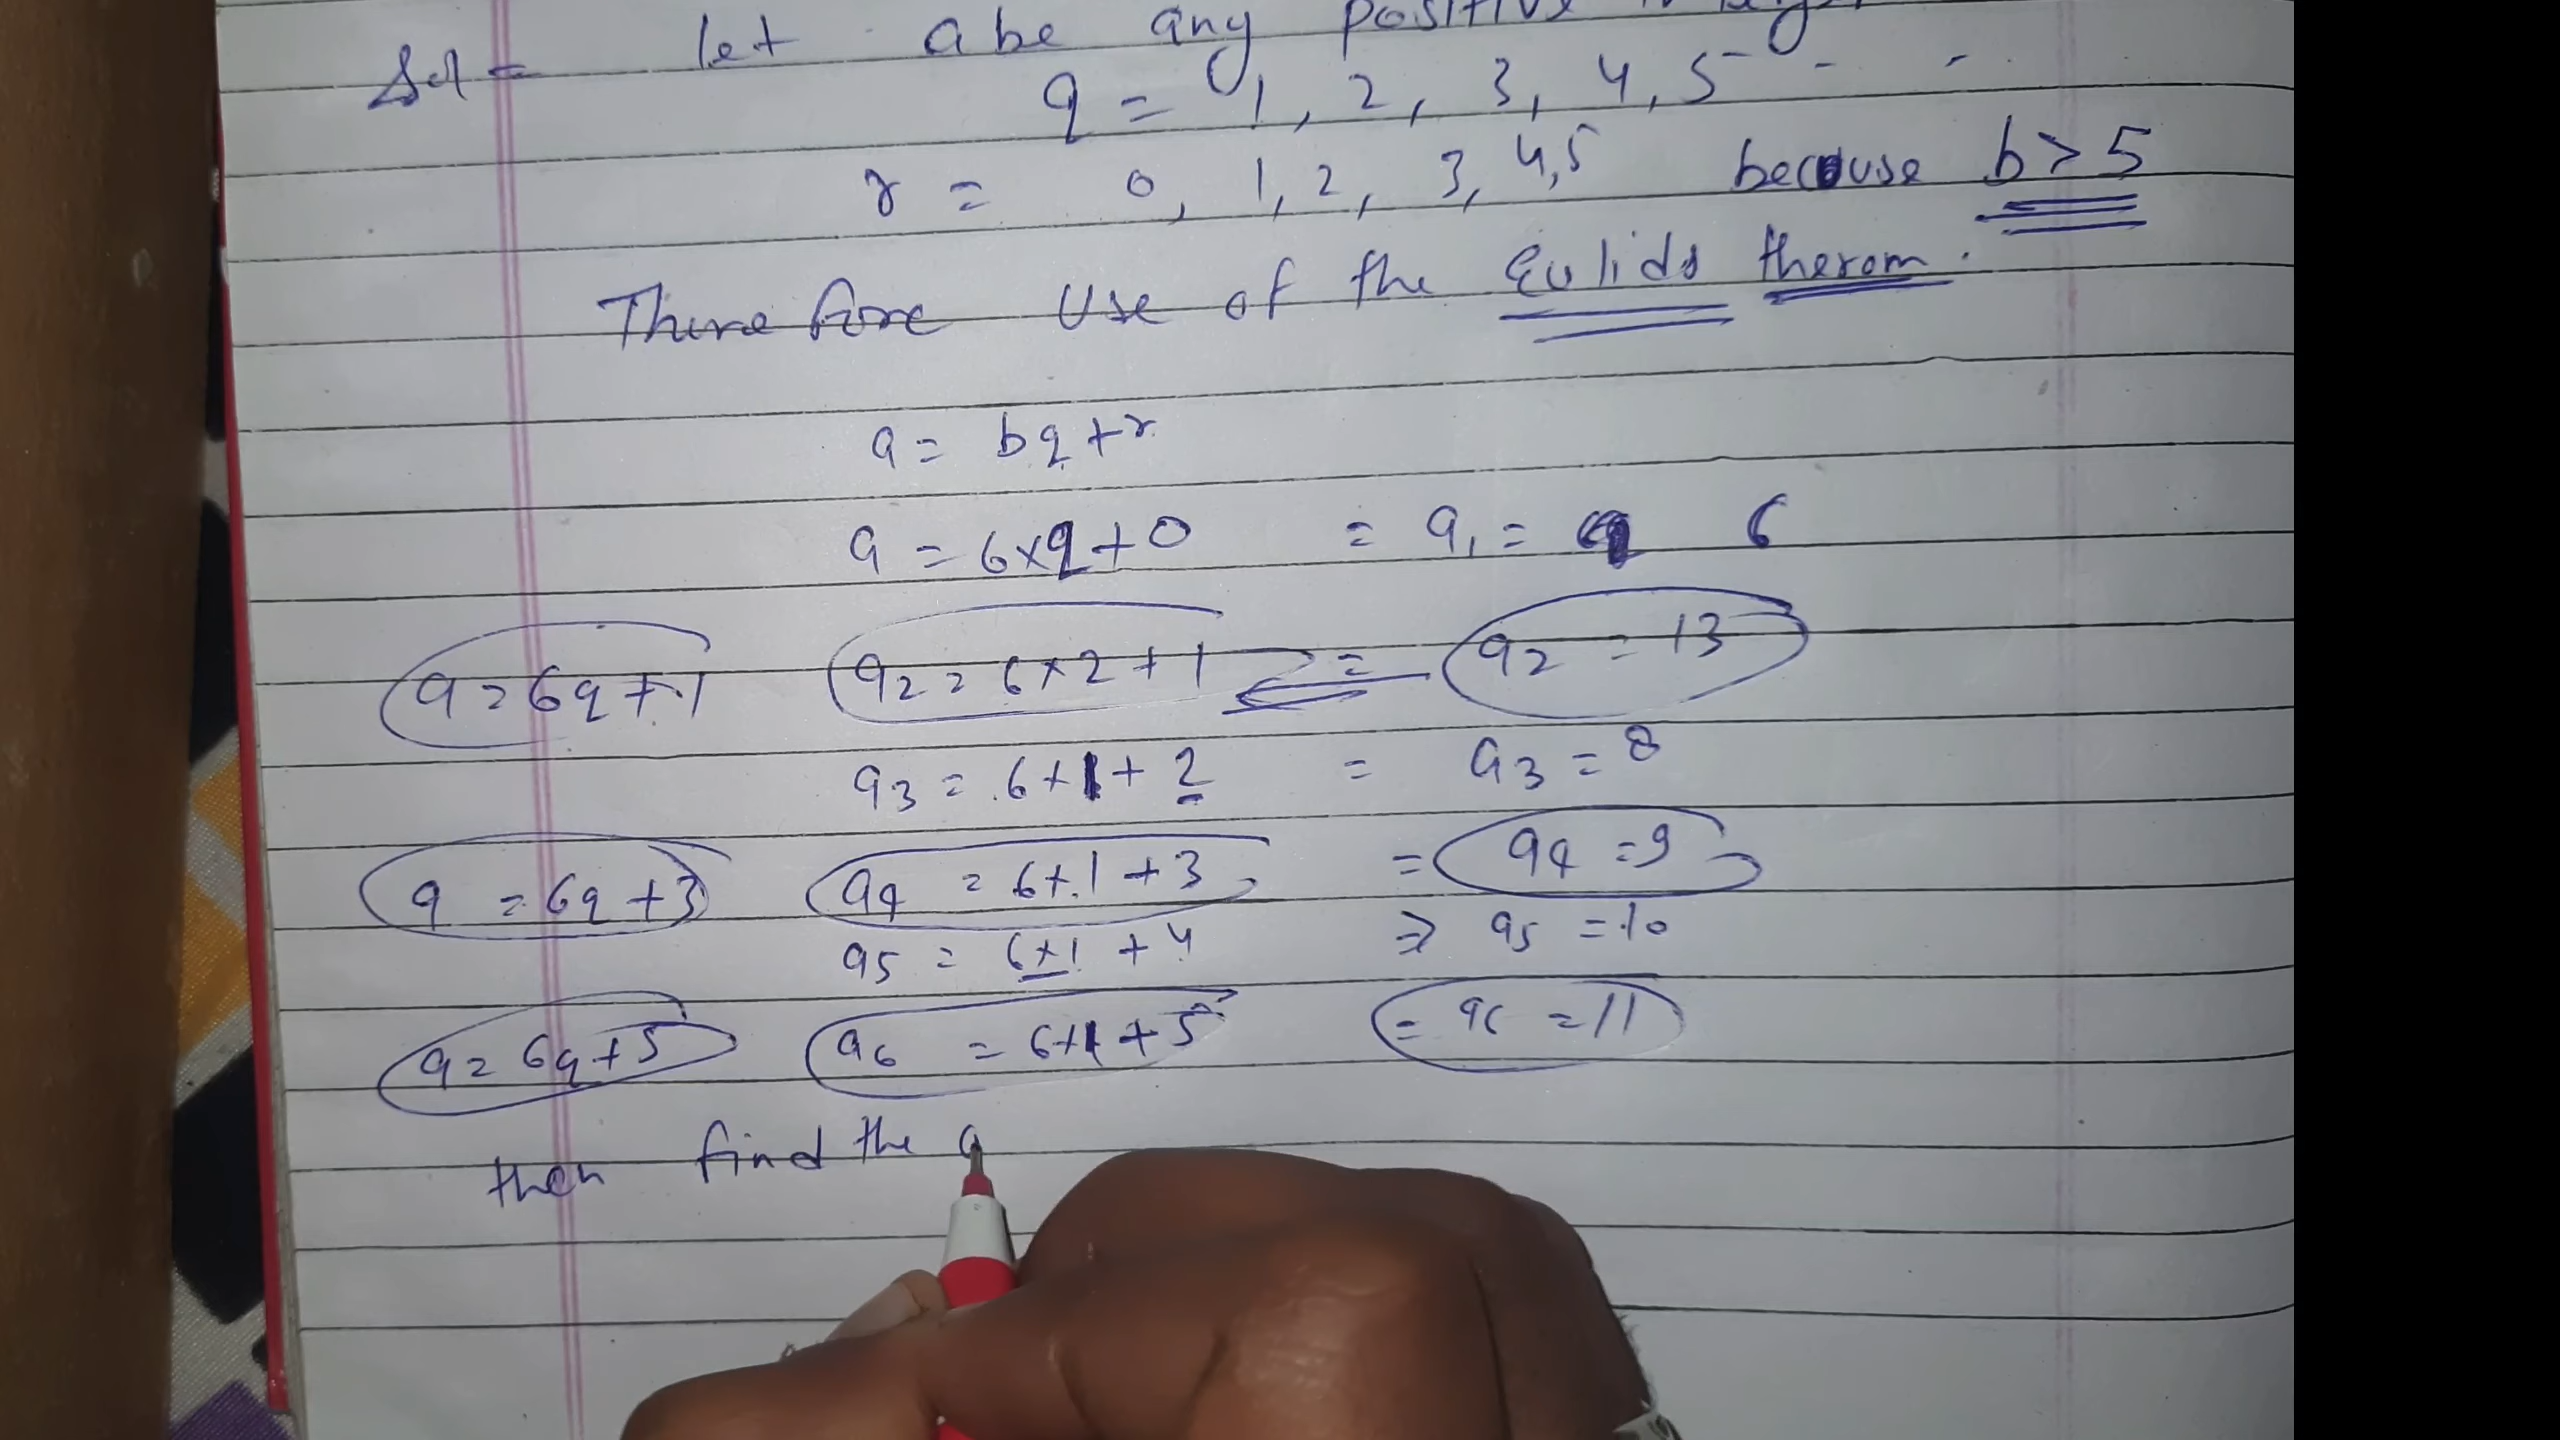 Sol = let a be any positive
q = 1, 2, 3, 4, 5 - - -
r = 0, 1, 2, 3, 4, 5 because b > 5
There fore Use of the Eulids therom.
a = bq + r
a = 6 x q + 0 = a1 = 6
a = 6q + 1 a2 = 6 x 2 + 1 = a2 = 13
a3 = 6 x 1 + 2 = a3 = 8
a = 6q + 3 a4 = 6 x 1 + 3 = a4 = 9
a5 = 6 x 1 + 4 => a5 = 10
a = 6q + 5 a6 = 6 x 1 + 5 = a6 = 11
then find the a